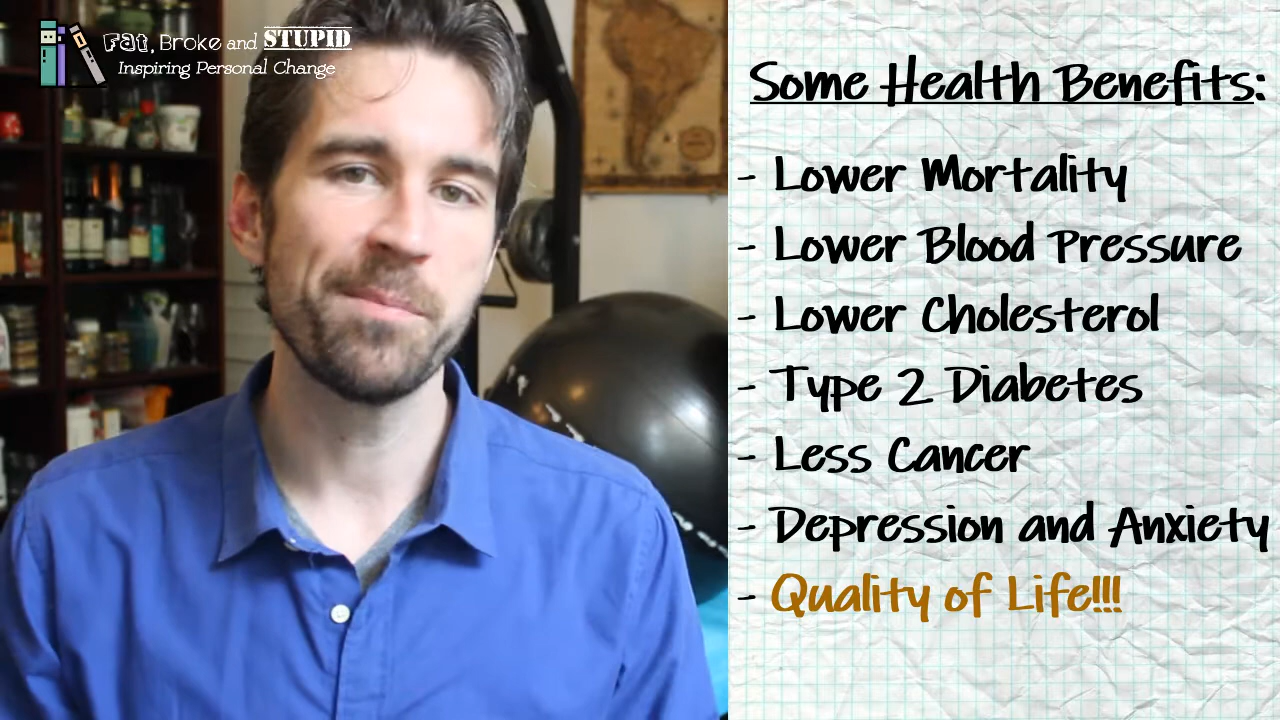 Fat, Broke and STUPID
Inspiring Personal Change
Some Health Benefits:
- Lower Mortality
- Lower Blood Pressure
- Lower Cholesterol
- Type 2 Diabetes
- Less Cancer
- Depression and Anxiety
- Quality of Life!!!